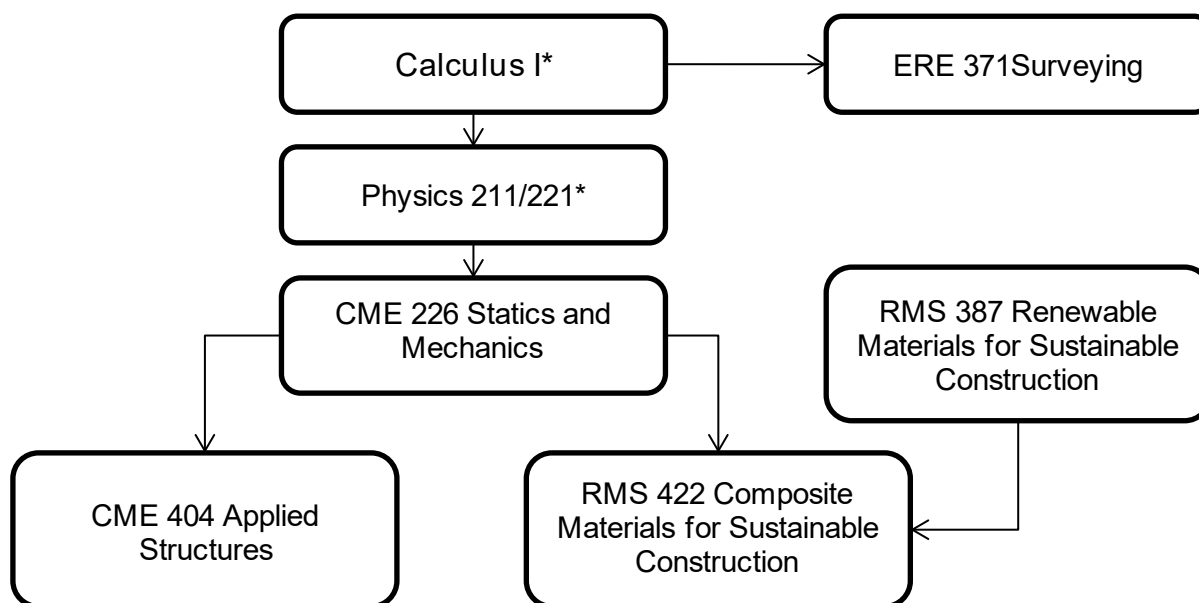 Calculus I*
ERE 371Surveying
Physics 211/221*
CME 226 Statics and
Mechanics
RMS 387 Renewable
Materials for Sustainable
Construction
CME 404 Applied
Structures
RMS 422 Composite
Materials for Sustainable
Construction